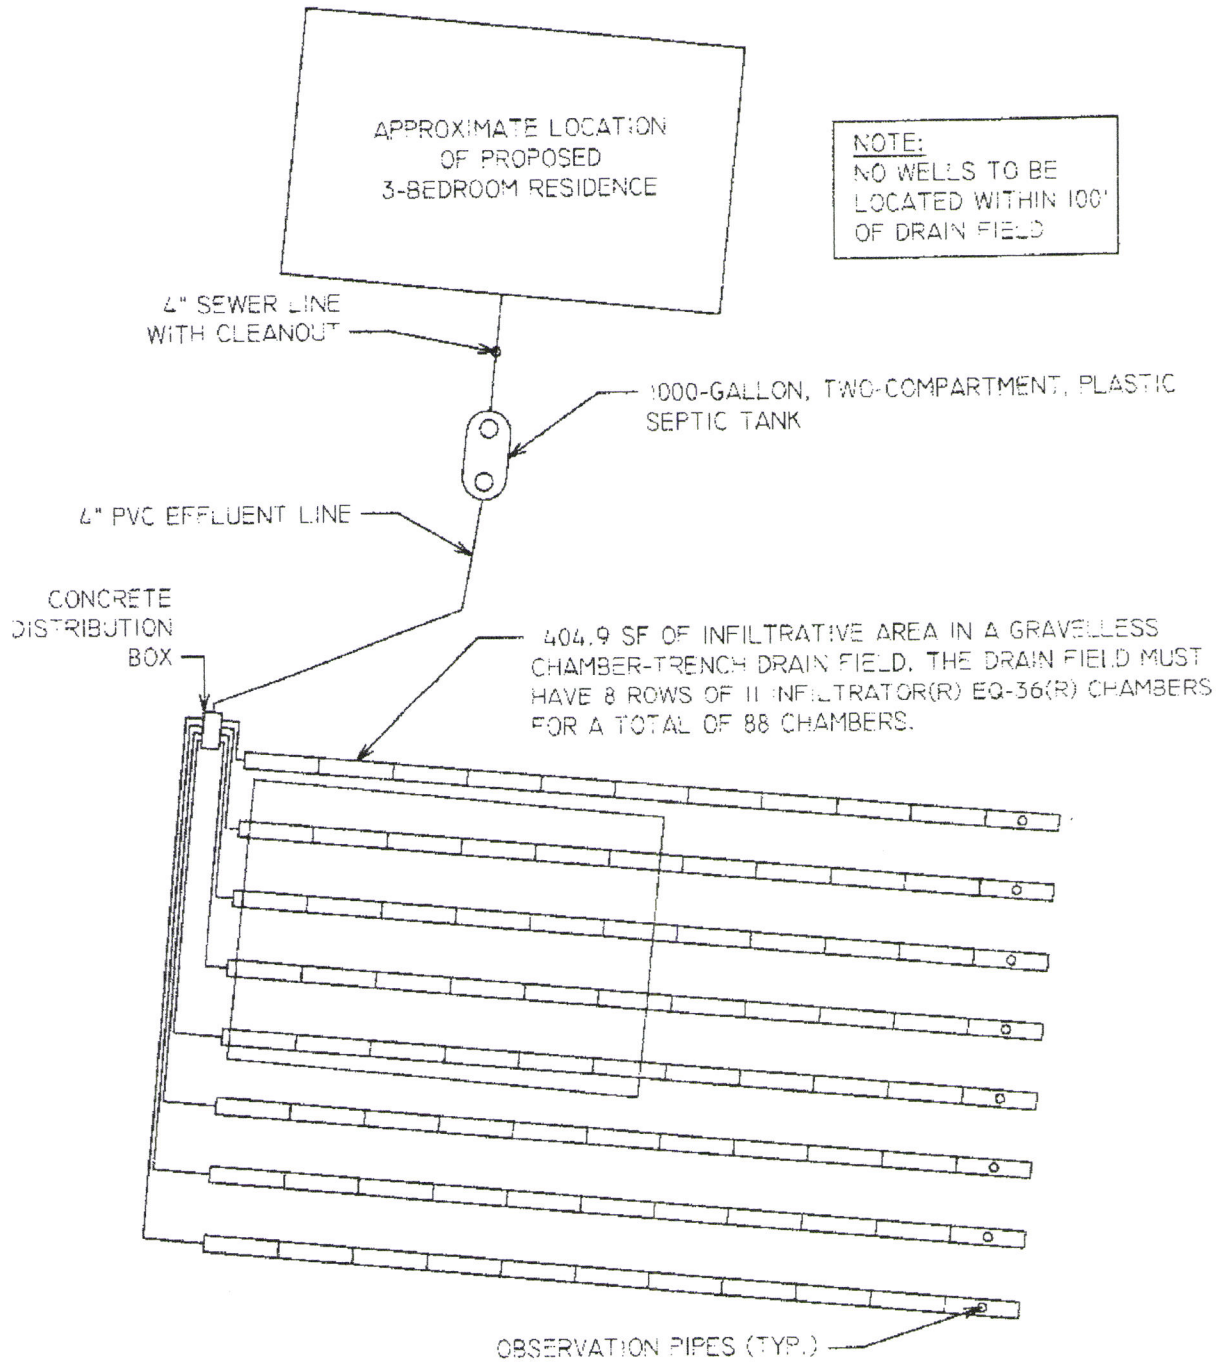 APPROXIMATE LOCATION
OF PROPOSED
3-BEDROOM RESIDENCE
NOTE:
NO WELLS TO BE
LOCATED WITHIN 100'
OF DRAIN FIELD
4" SEWER LINE
WITH CLEANOUT
1000-GALLON, TWO-COMPARTMENT, PLASTIC
SEPTIC TANK
4" PVC EFFLUENT LINE
CONCRETE
DISTRIBUTION
BOX
404.9 SF OF INFILTRATIVE AREA IN A GRAVELLESS
CHAMBER-TRENCH DRAIN FIELD. THE DRAIN FIELD MUST
HAVE 8 ROWS OF 11 INFILTRATOR(R) EQ-36(R) CHAMBERS
FOR A TOTAL OF 88 CHAMBERS.
OBSERVATION PIPES (TYP.)